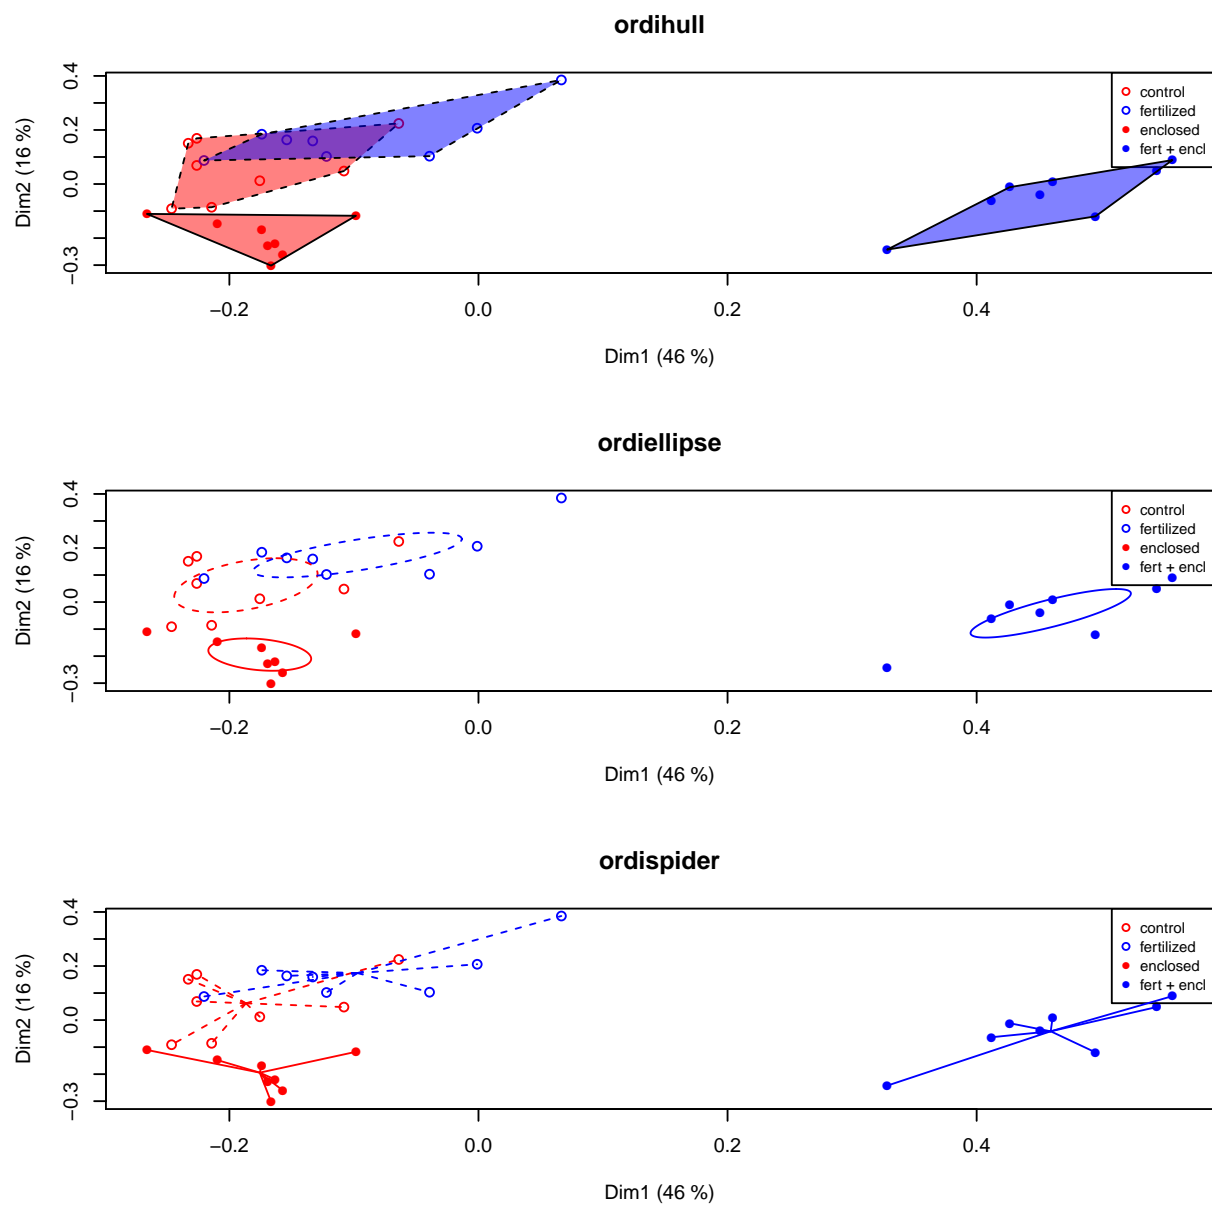 ordihull
0.4
0.2
0.0
−0.3
Dim2 (16 %)
control
fertilized
enclosed
fert + encl
−0.2 0.0 0.2 0.4
Dim1 (46 %)
ordiellipse
0.4
0.2
0.0
−0.3
Dim2 (16 %)
control
fertilized
enclosed
fert + encl
−0.2 0.0 0.2 0.4
Dim1 (46 %)
ordispider
0.4
0.2
0.0
−0.3
Dim2 (16 %)
control
fertilized
enclosed
fert + encl
−0.2 0.0 0.2 0.4
Dim1 (46 %)